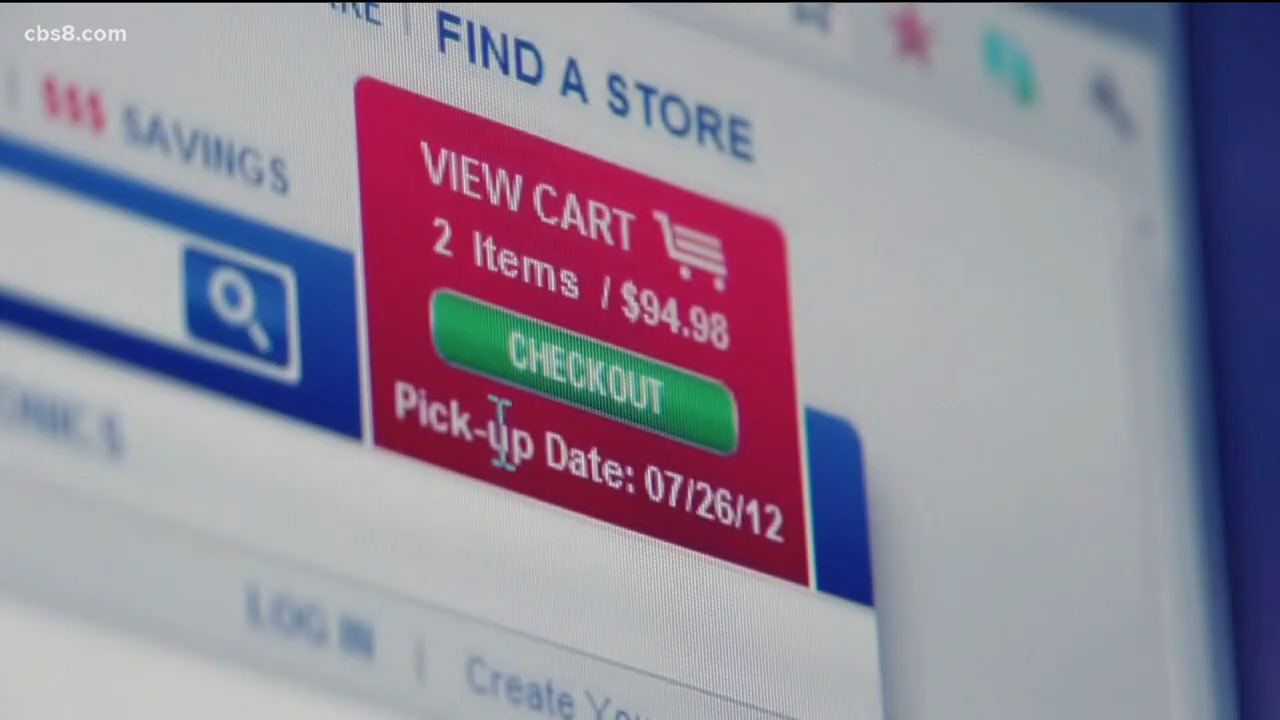 cbs8.com
FIND A STORE
$$$ SAVINGS
VIEW CART
2 Items / $94.98
CHECKOUT
Pick-up Date: 07/26/12
LOG IN | Create